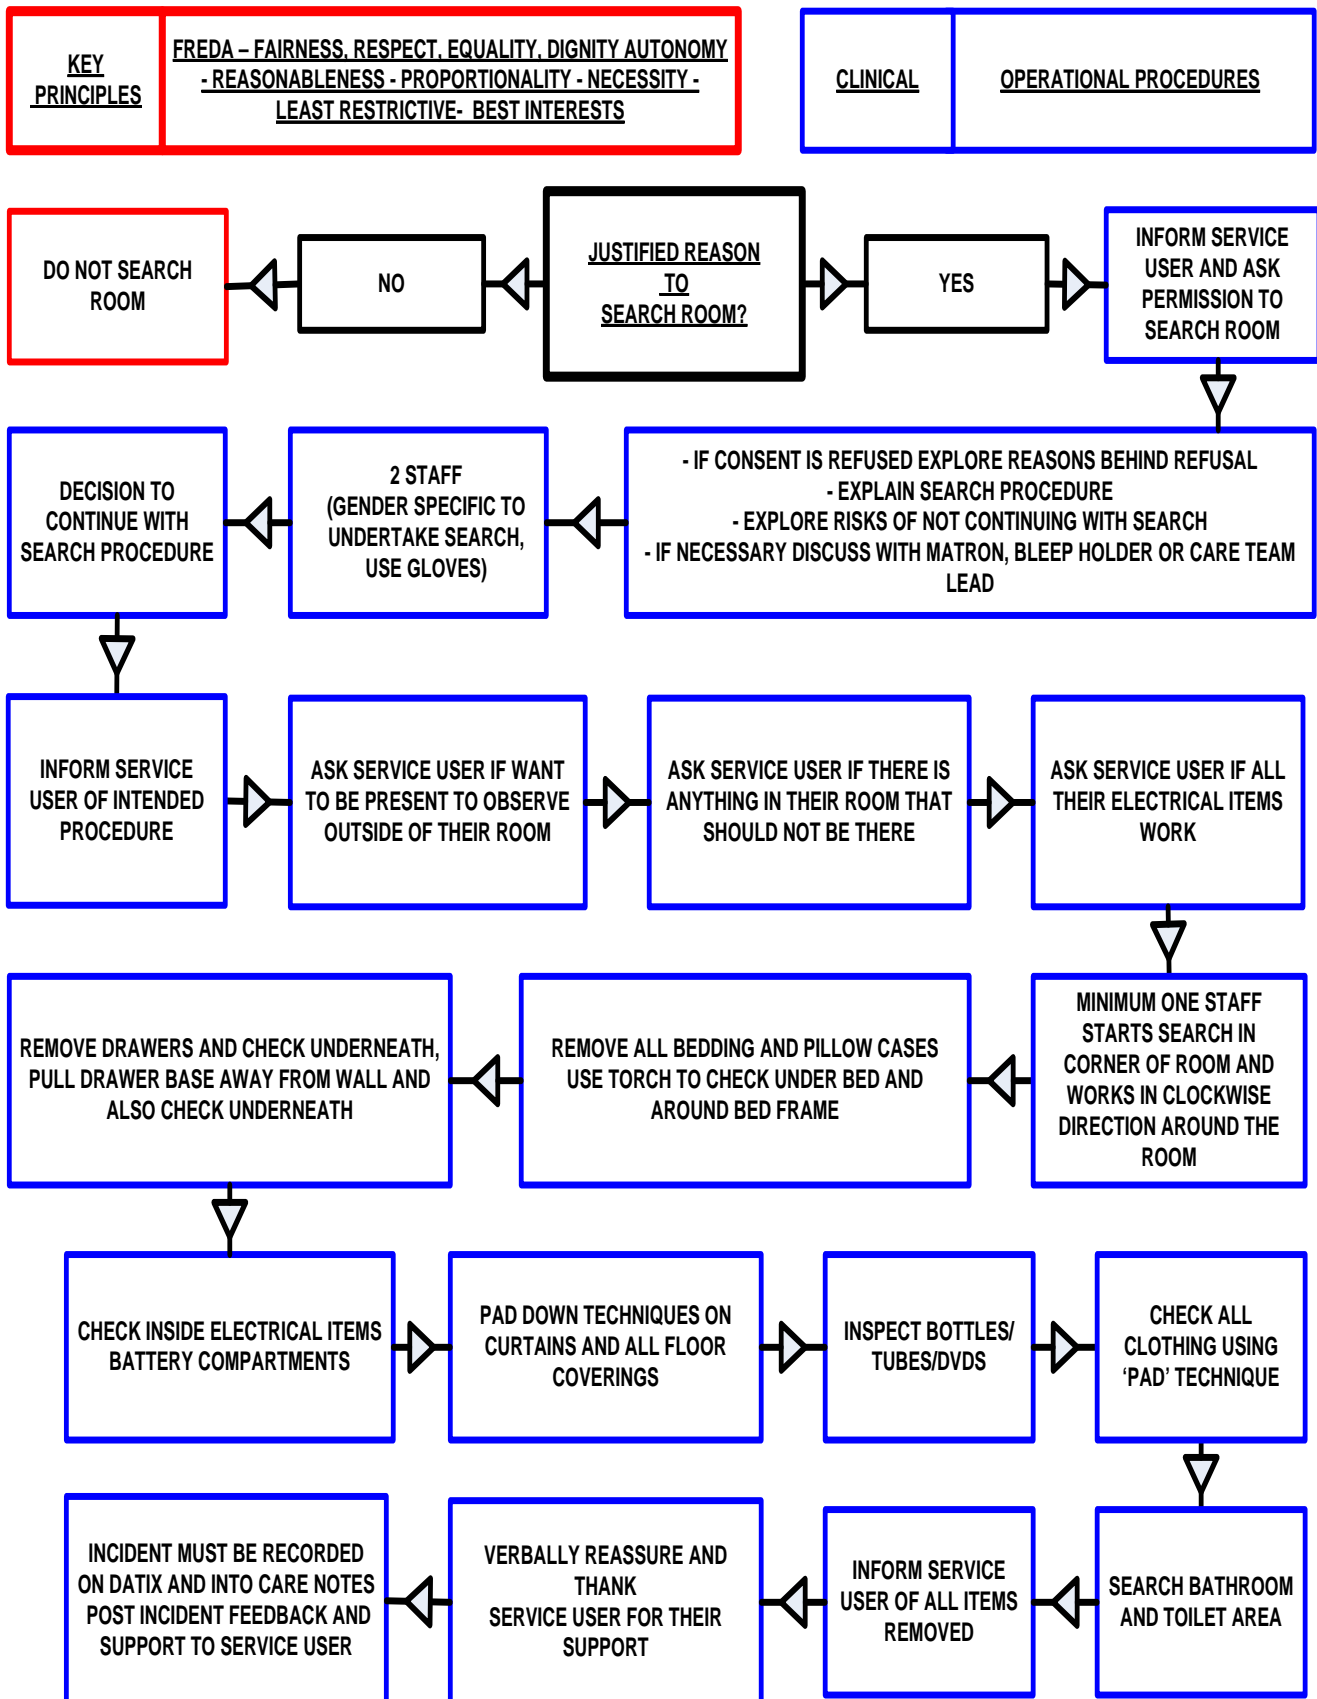 KEY
PRINCIPLES
FREDA – FAIRNESS, RESPECT, EQUALITY, DIGNITY AUTONOMY
- REASONABLENESS - PROPORTIONALITY - NECESSITY -
LEAST RESTRICTIVE- BEST INTERESTS
CLINICAL
OPERATIONAL PROCEDURES
DO NOT SEARCH
ROOM
NO
JUSTIFIED REASON
TO
SEARCH ROOM?
YES
INFORM SERVICE
USER AND ASK
PERMISSION TO
SEARCH ROOM
- IF CONSENT IS REFUSED EXPLORE REASONS BEHIND REFUSAL
- EXPLAIN SEARCH PROCEDURE
- EXPLORE RISKS OF NOT CONTINUING WITH SEARCH
- IF NECESSARY DISCUSS WITH MATRON, BLEEP HOLDER OR CARE TEAM
LEAD
2 STAFF
(GENDER SPECIFIC TO
UNDERTAKE SEARCH,
USE GLOVES)
DECISION TO
CONTINUE WITH
SEARCH PROCEDURE
INFORM SERVICE
USER OF INTENDED
PROCEDURE
ASK SERVICE USER IF WANT
TO BE PRESENT TO OBSERVE
OUTSIDE OF THEIR ROOM
ASK SERVICE USER IF THERE IS
ANYTHING IN THEIR ROOM THAT
SHOULD NOT BE THERE
ASK SERVICE USER IF ALL
THEIR ELECTRICAL ITEMS
WORK
MINIMUM ONE STAFF
STARTS SEARCH IN
CORNER OF ROOM AND
WORKS IN CLOCKWISE
DIRECTION AROUND THE
ROOM
REMOVE ALL BEDDING AND PILLOW CASES
USE TORCH TO CHECK UNDER BED AND
AROUND BED FRAME
REMOVE DRAWERS AND CHECK UNDERNEATH,
PULL DRAWER BASE AWAY FROM WALL AND
ALSO CHECK UNDERNEATH
CHECK INSIDE ELECTRICAL ITEMS
BATTERY COMPARTMENTS
PAD DOWN TECHNIQUES ON
CURTAINS AND ALL FLOOR
COVERINGS
INSPECT BOTTLES/
TUBES/DVDS
CHECK ALL
CLOTHING USING
‘PAD’ TECHNIQUE
SEARCH BATHROOM
AND TOILET AREA
INFORM SERVICE
USER OF ALL ITEMS
REMOVED
VERBALLY REASSURE AND
THANK
SERVICE USER FOR THEIR
SUPPORT
INCIDENT MUST BE RECORDED
ON DATIX AND INTO CARE NOTES
POST INCIDENT FEEDBACK AND
SUPPORT TO SERVICE USER